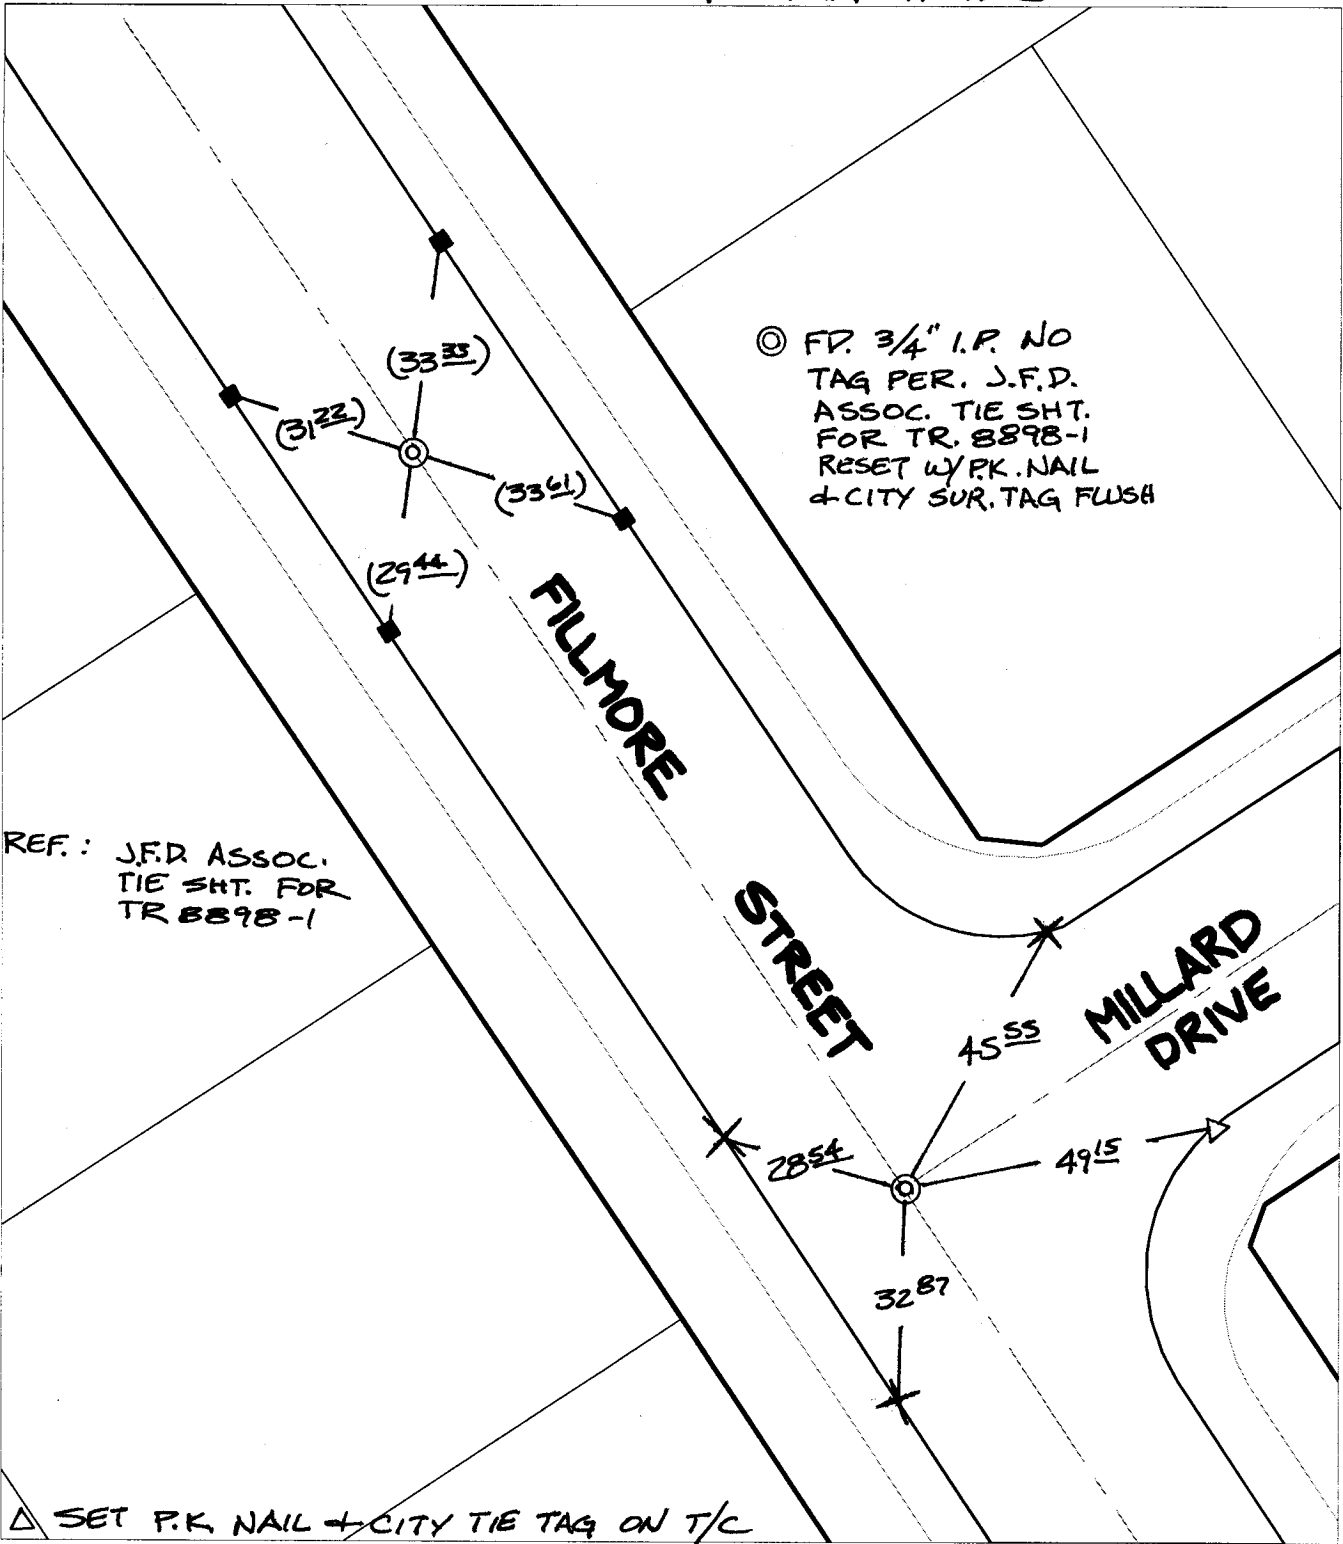 (33 33)
(31 22)
(33 61)
(29 44)
◎ FD. 3/4" I.P. NO
TAG PER. J.F.D.
ASSOC. TIE SHT.
FOR TR. 8898-1
RESET W/P.K. NAIL
& CITY SUR. TAG FLUSH
FILLMORE
STREET
REF.: J.F.D. ASSOC.
TIE SHT. FOR
TR 8898-1
MILLARD
DRIVE
45 55
28 54
49 15
32 87
△ SET P.K. NAIL & CITY TIE TAG ON T/C